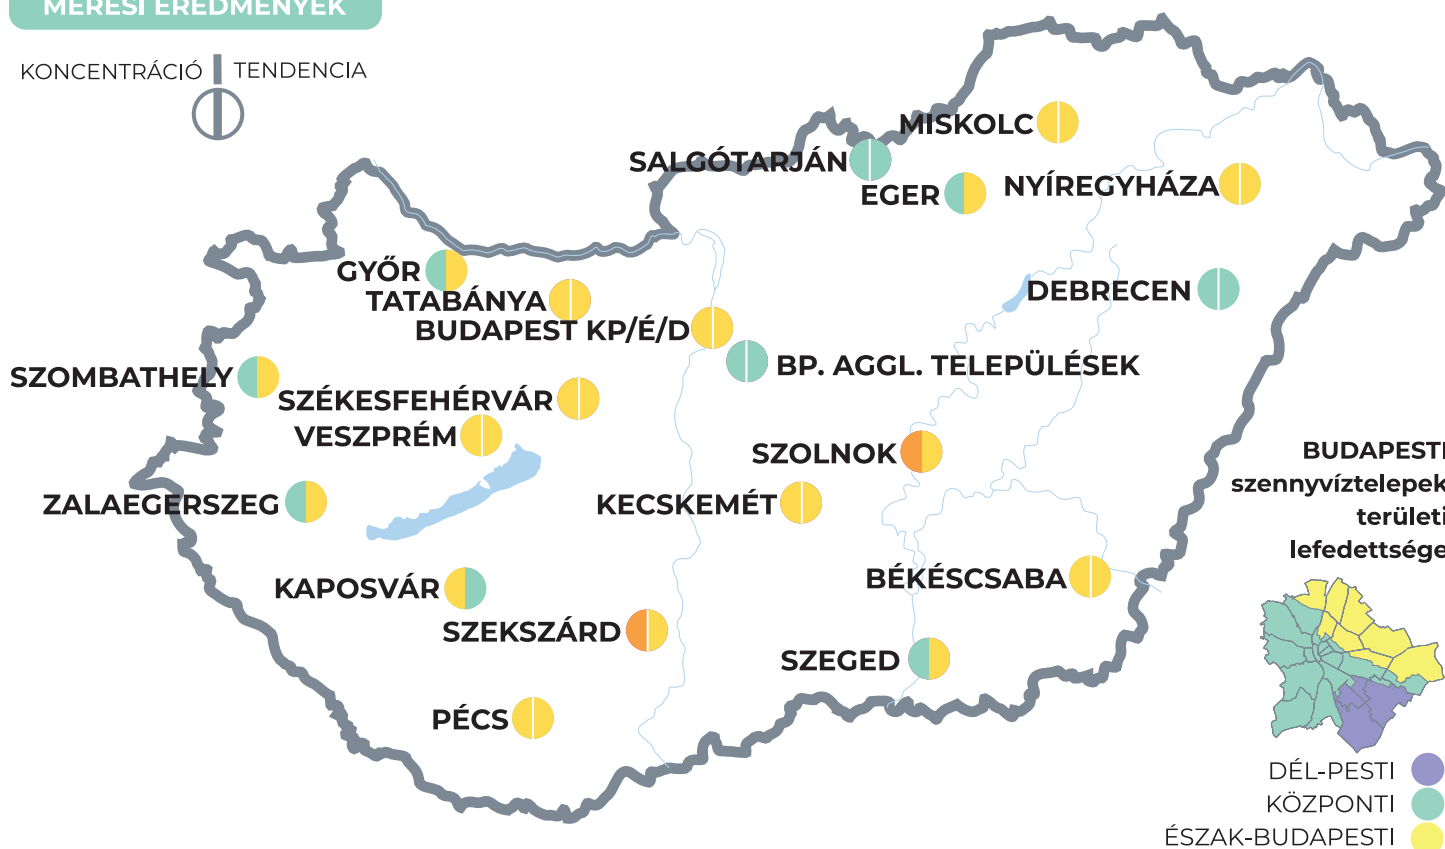 MÉRÉSI EREDMÉNYEK
KONCENTRÁCIÓ
TENDENCIA
MISKOLC
SALGÓTARJÁN
EGER
NYÍREGYHÁZA
GYŐR
TATABÁNYA
DEBRECEN
BUDAPEST KP/É/D
BP. AGGL. TELEPÜLÉSEK
SZOMBATHELY
SZÉKESFEHÉRVÁR
VESZPRÉM
SZOLNOK
ZALAEGERSZEG
KECSKEMÉT
BÉKÉSCSABA
KAPOSVÁR
SZEKSZÁRD
SZEGED
PÉCS
BUDAPESTI
szennyvíztelepek
területi
lefedettsége
DÉL-PESTI
KÖZPONTI
ÉSZAK-BUDAPESTI